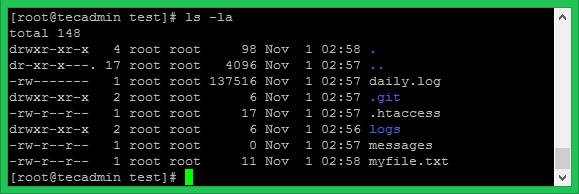 [root@tecadmin test]# ls -la
total 148
drwxr-xr-x   4 root root     98 Nov  1 02:58 .
dr-xr-x---. 17 root root   4096 Nov  1 02:57 ..
-rw-------   1 root root 137516 Nov  1 02:57 daily.log
drwxr-xr-x   2 root root      6 Nov  1 02:57 .git
-rw-r--r--   1 root root     17 Nov  1 02:57 .htaccess
drwxr-xr-x   2 root root      6 Nov  1 02:56 logs
-rw-r--r--   1 root root      0 Nov  1 02:57 messages
-rw-r--r--   1 root root     11 Nov  1 02:58 myfile.txt
[root@tecadmin test]#